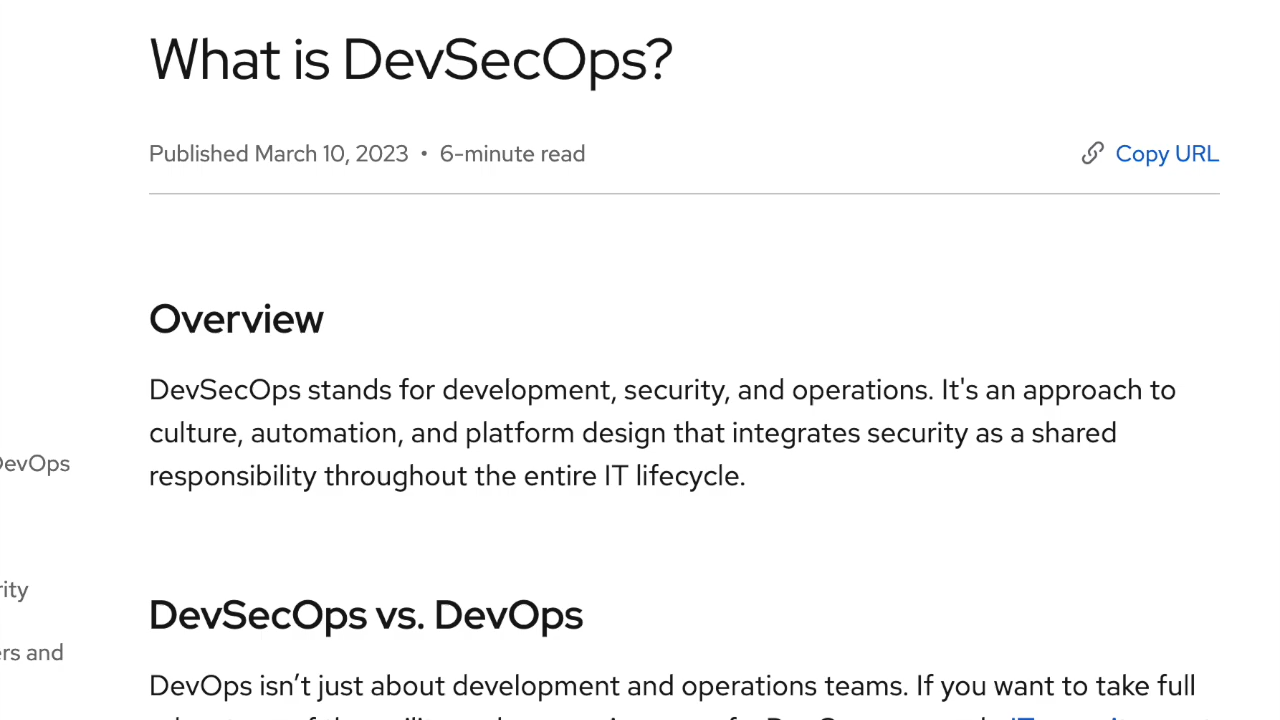 What is DevSecOps?
Published March 10, 2023 • 6-minute read
Copy URL
Overview
DevSecOps stands for development, security, and operations. It's an approach to
culture, automation, and platform design that integrates security as a shared
responsibility throughout the entire IT lifecycle.
DevOps
DevSecOps vs. DevOps
and
DevOps isn’t just about development and operations teams. If you want to take full